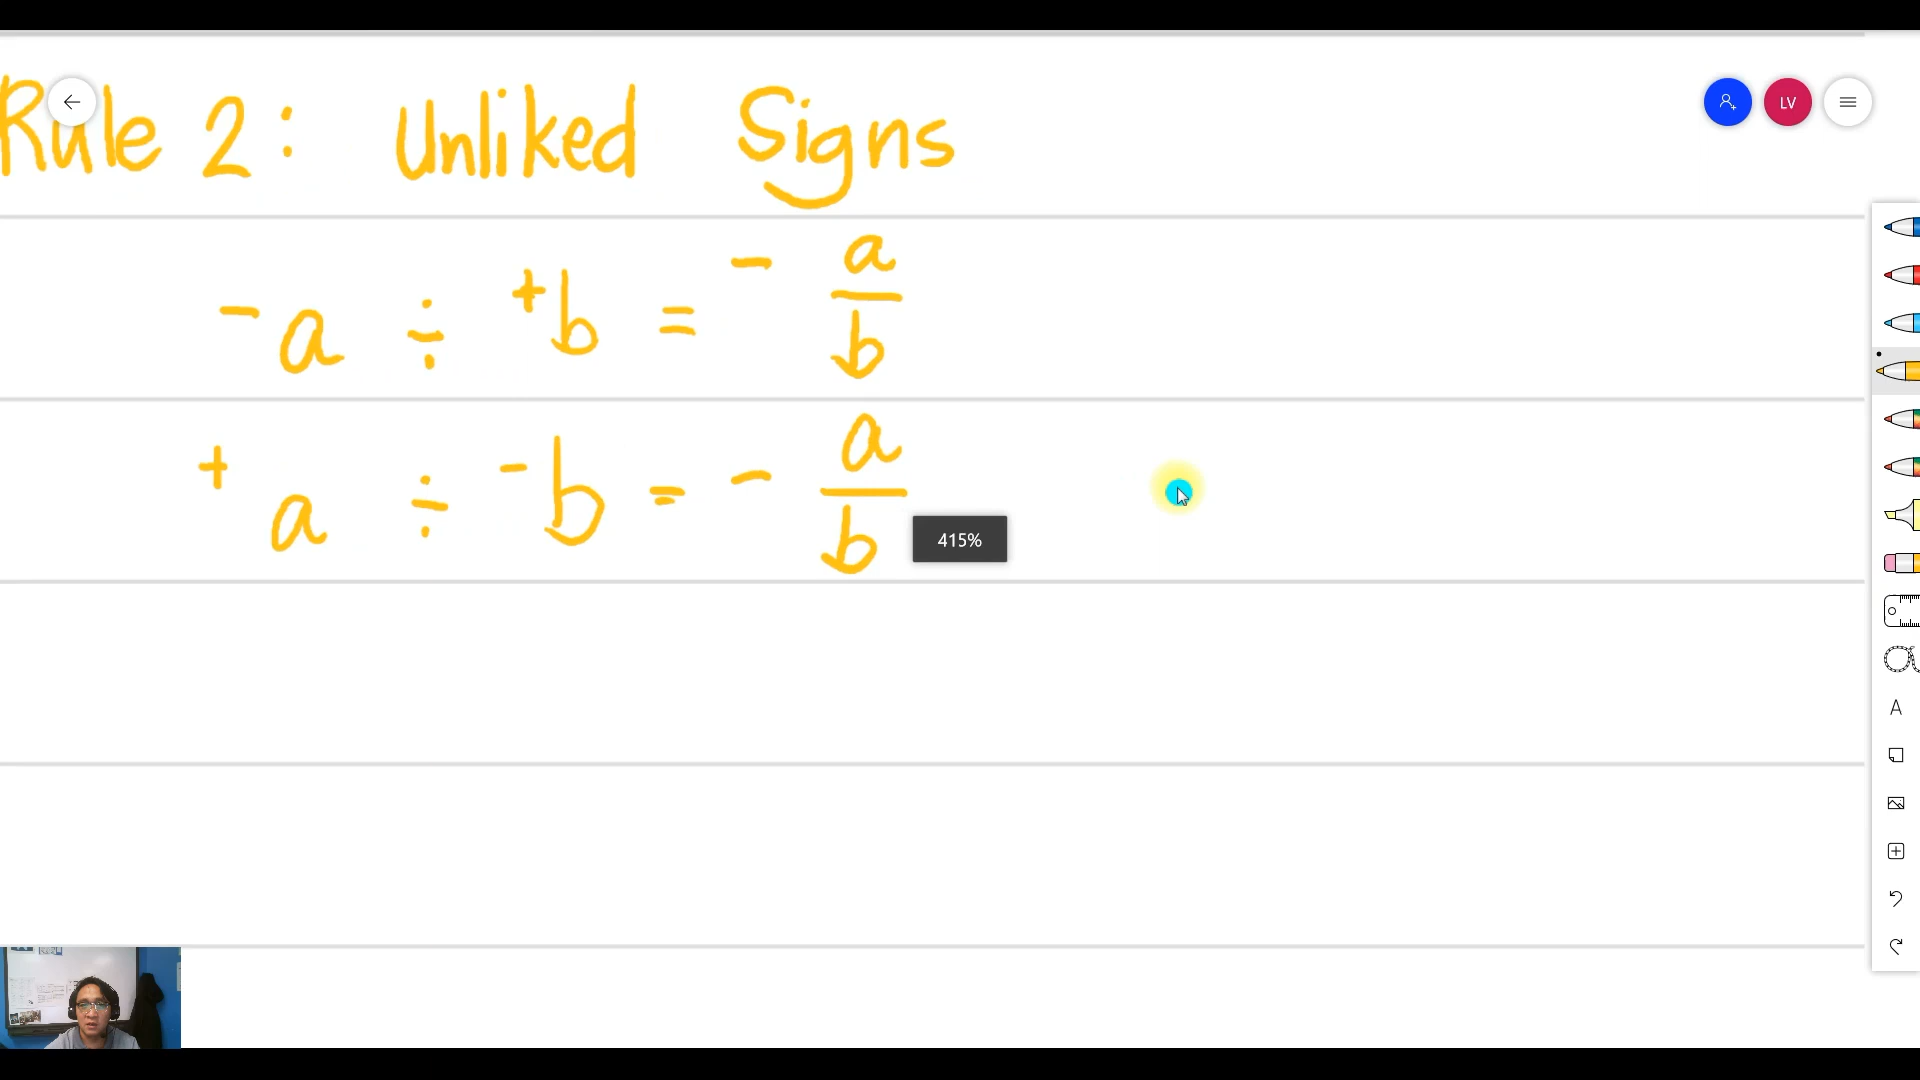 Rule 2: Unliked Signs
LV
⁻a ÷ ⁺b = ⁻ a/b
⁺a ÷ ⁻b = - a/b
415%
A